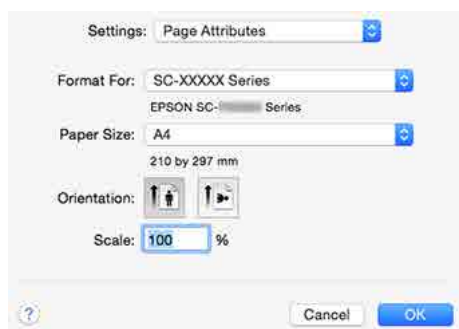 Settings: Page Attributes
Format For: SC-XXXXX Series
EPSON SC- Series
Paper Size: A4
210 by 297 mm
Orientation:
Scale: 100 %
?
Cancel OK